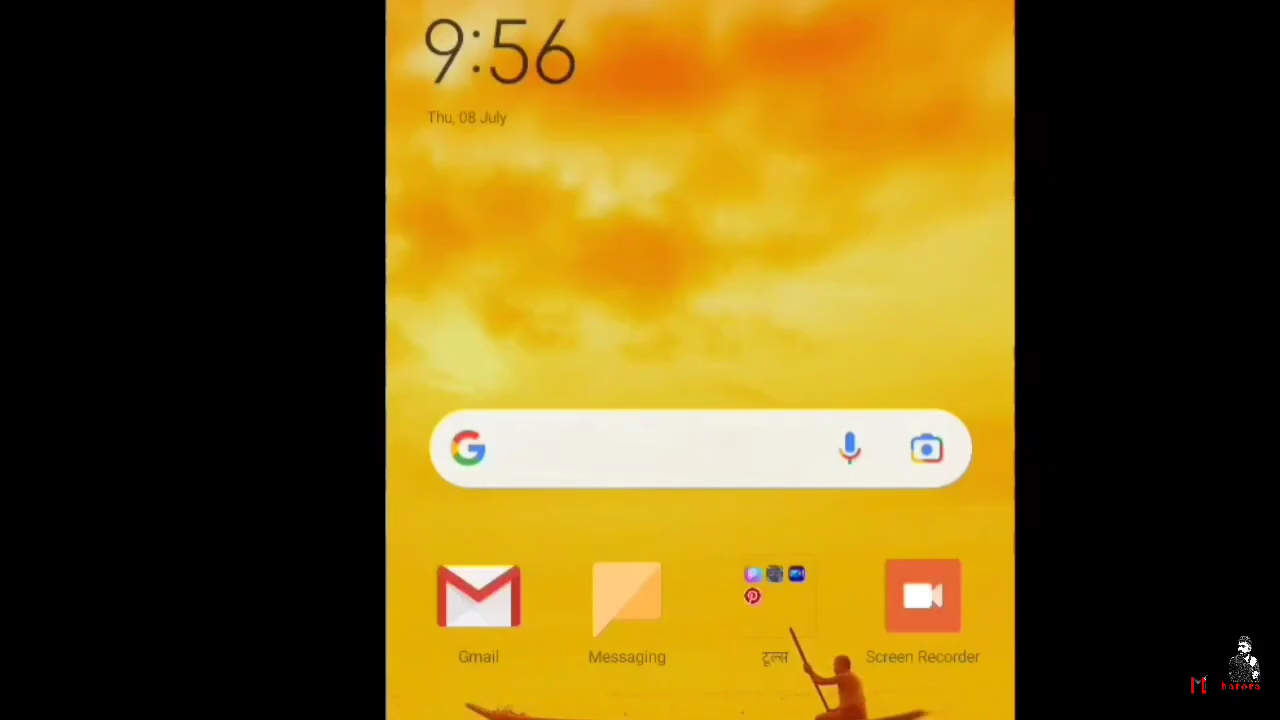 9:56
Thu, 08 July
Gmail
Messaging
टूल्स
Screen Recorder